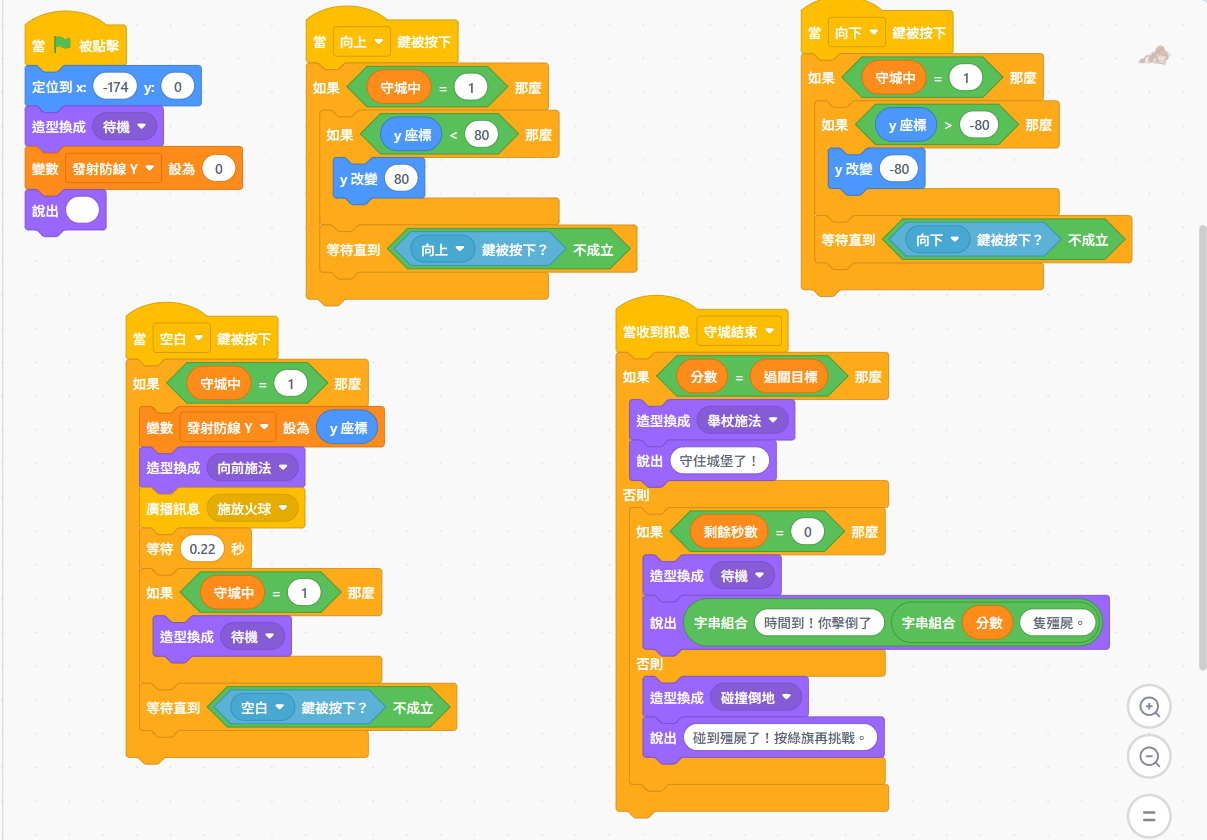 當 被點擊
定位到 x: -174 y: 0
造型換成 待機
變數 發射防線 Y 設為 0
說出
當 向上 鍵被按下
如果 守城中 = 1 那麼
如果 y 座標 < 80 那麼
y 改變 80
等待直到 向上 鍵被按下？ 不成立
當 向下 鍵被按下
如果 守城中 = 1 那麼
如果 y 座標 > -80 那麼
y 改變 -80
等待直到 向下 鍵被按下？ 不成立
當 空白 鍵被按下
如果 守城中 = 1 那麼
變數 發射防線 Y 設為 y 座標
造型換成 向前施法
廣播訊息 施放火球
等待 0.22 秒
如果 守城中 = 1 那麼
造型換成 待機
等待直到 空白 鍵被按下？ 不成立
當收到訊息 守城結束
如果 分數 = 過關目標 那麼
造型換成 舉杖施法
說出 守住城堡了！
否則
如果 剩餘秒數 = 0 那麼
造型換成 待機
說出 字串組合 時間到！你擊倒了 字串組合 分數 隻殭屍。
否則
造型換成 碰撞倒地
說出 碰到殭屍了！按綠旗再挑戰。